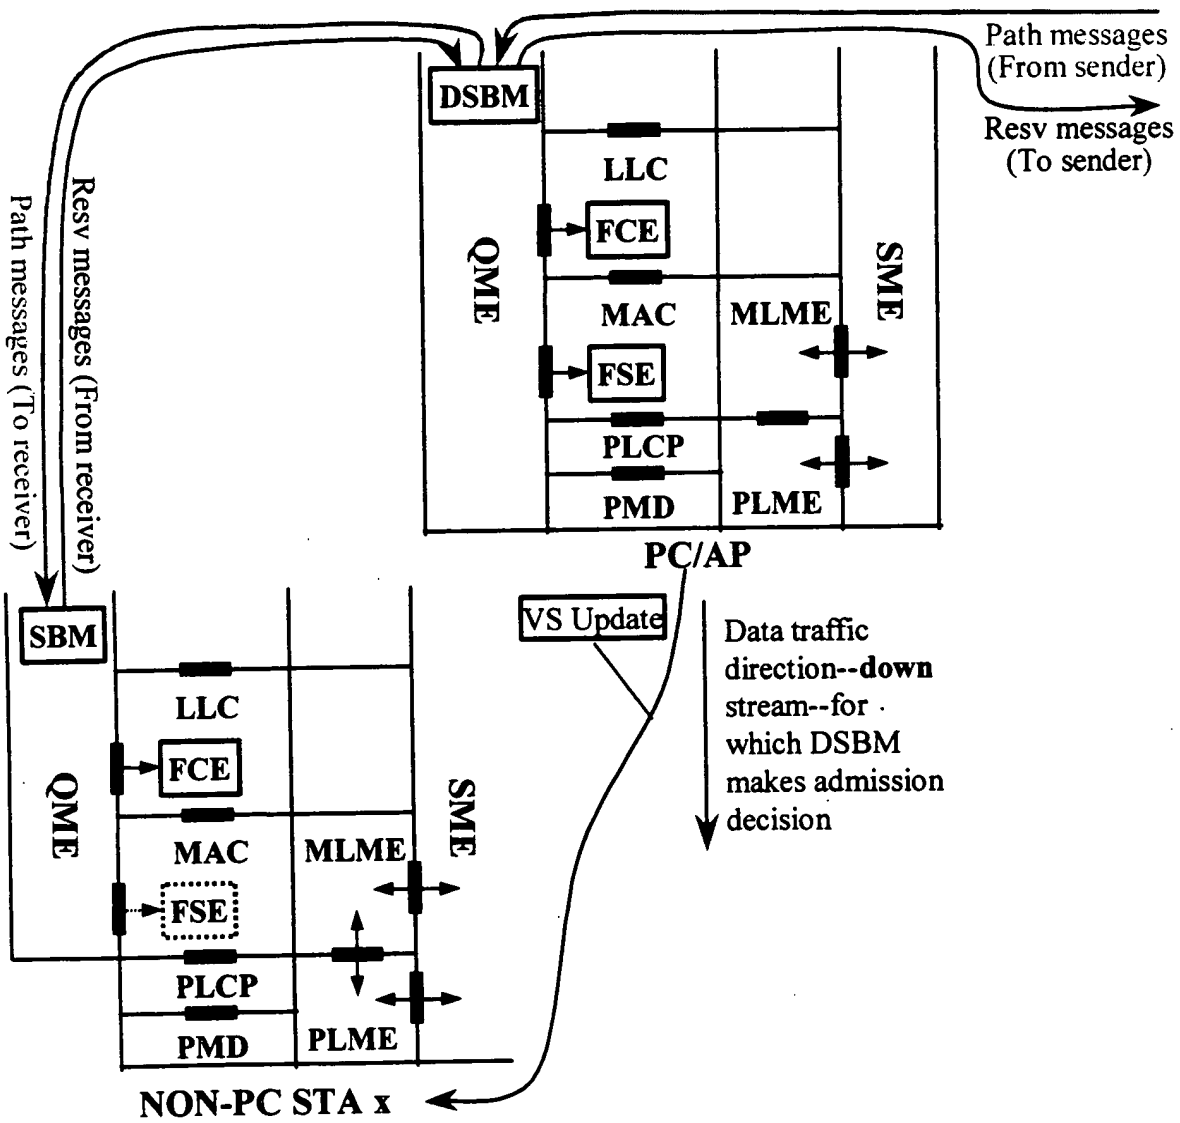 Path messages
(From sender)
Resv messages
(To sender)
DSBM
LLC
FCE
QME
SME
MAC
MLME
FSE
PLCP
PMD
PLME
PC/AP
Path messages (To receiver)
Resv messages (From receiver)
VS Update
Data traffic
direction--down
stream--for
which DSBM
makes admission
decision
SBM
LLC
FCE
QME
SME
MAC
MLME
FSE
PLCP
PMD
PLME
NON-PC STA x